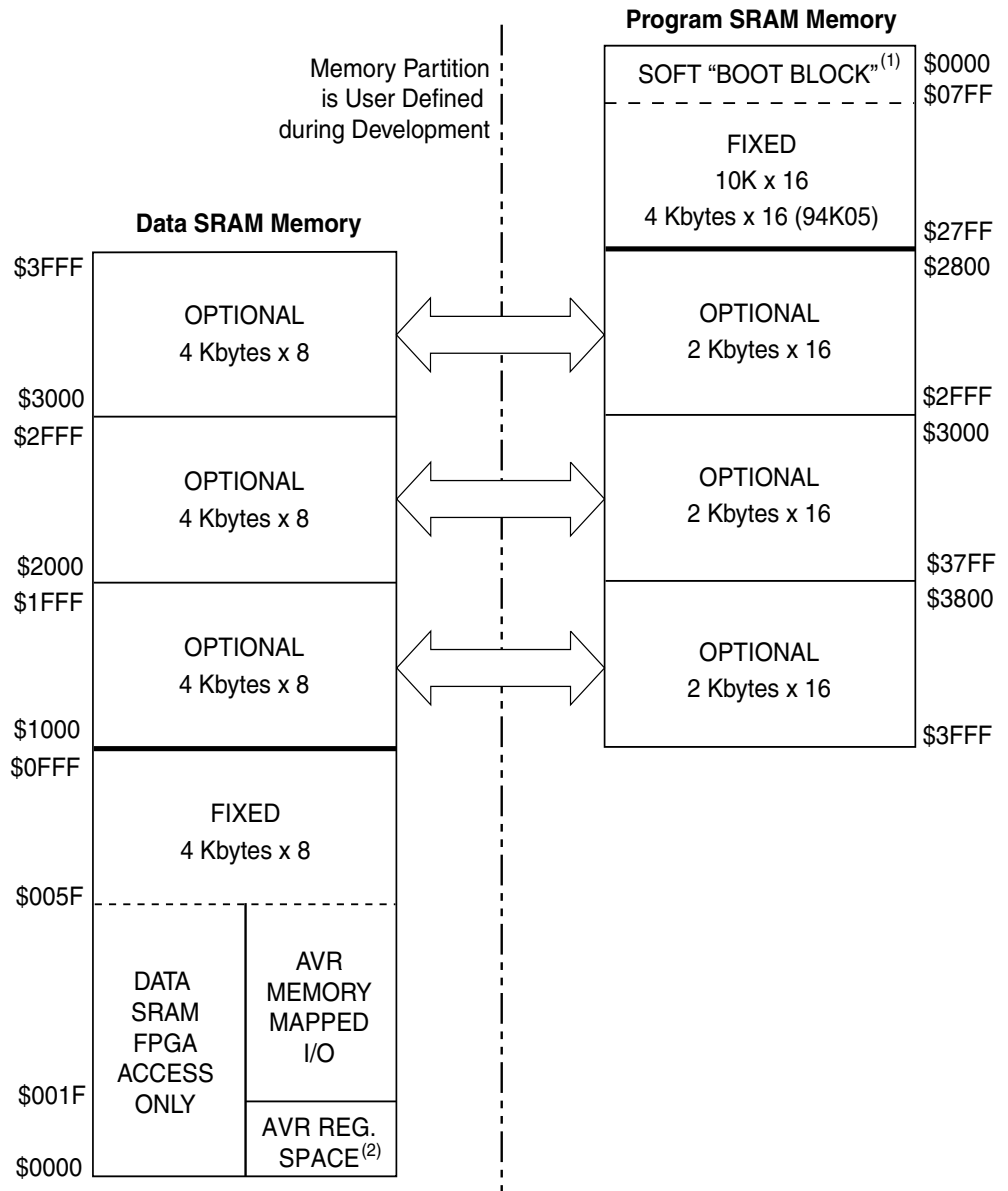 Memory Partition
is User Defined
during Development
Data SRAM Memory
$3FFF
OPTIONAL
4 Kbytes x 8
$3000
$2FFF
OPTIONAL
4 Kbytes x 8
$2000
$1FFF
OPTIONAL
4 Kbytes x 8
$1000
$0FFF
FIXED
4 Kbytes x 8
$005F
DATA
SRAM
FPGA
ACCESS
ONLY
AVR
MEMORY
MAPPED
I/O
$001F
AVR REG.
SPACE(2)
$0000
Program SRAM Memory
SOFT “BOOT BLOCK”(1)
$0000
$07FF
FIXED
10K x 16
4 Kbytes x 16 (94K05)
$27FF
$2800
OPTIONAL
2 Kbytes x 16
$2FFF
$3000
OPTIONAL
2 Kbytes x 16
$37FF
$3800
OPTIONAL
2 Kbytes x 16
$3FFF